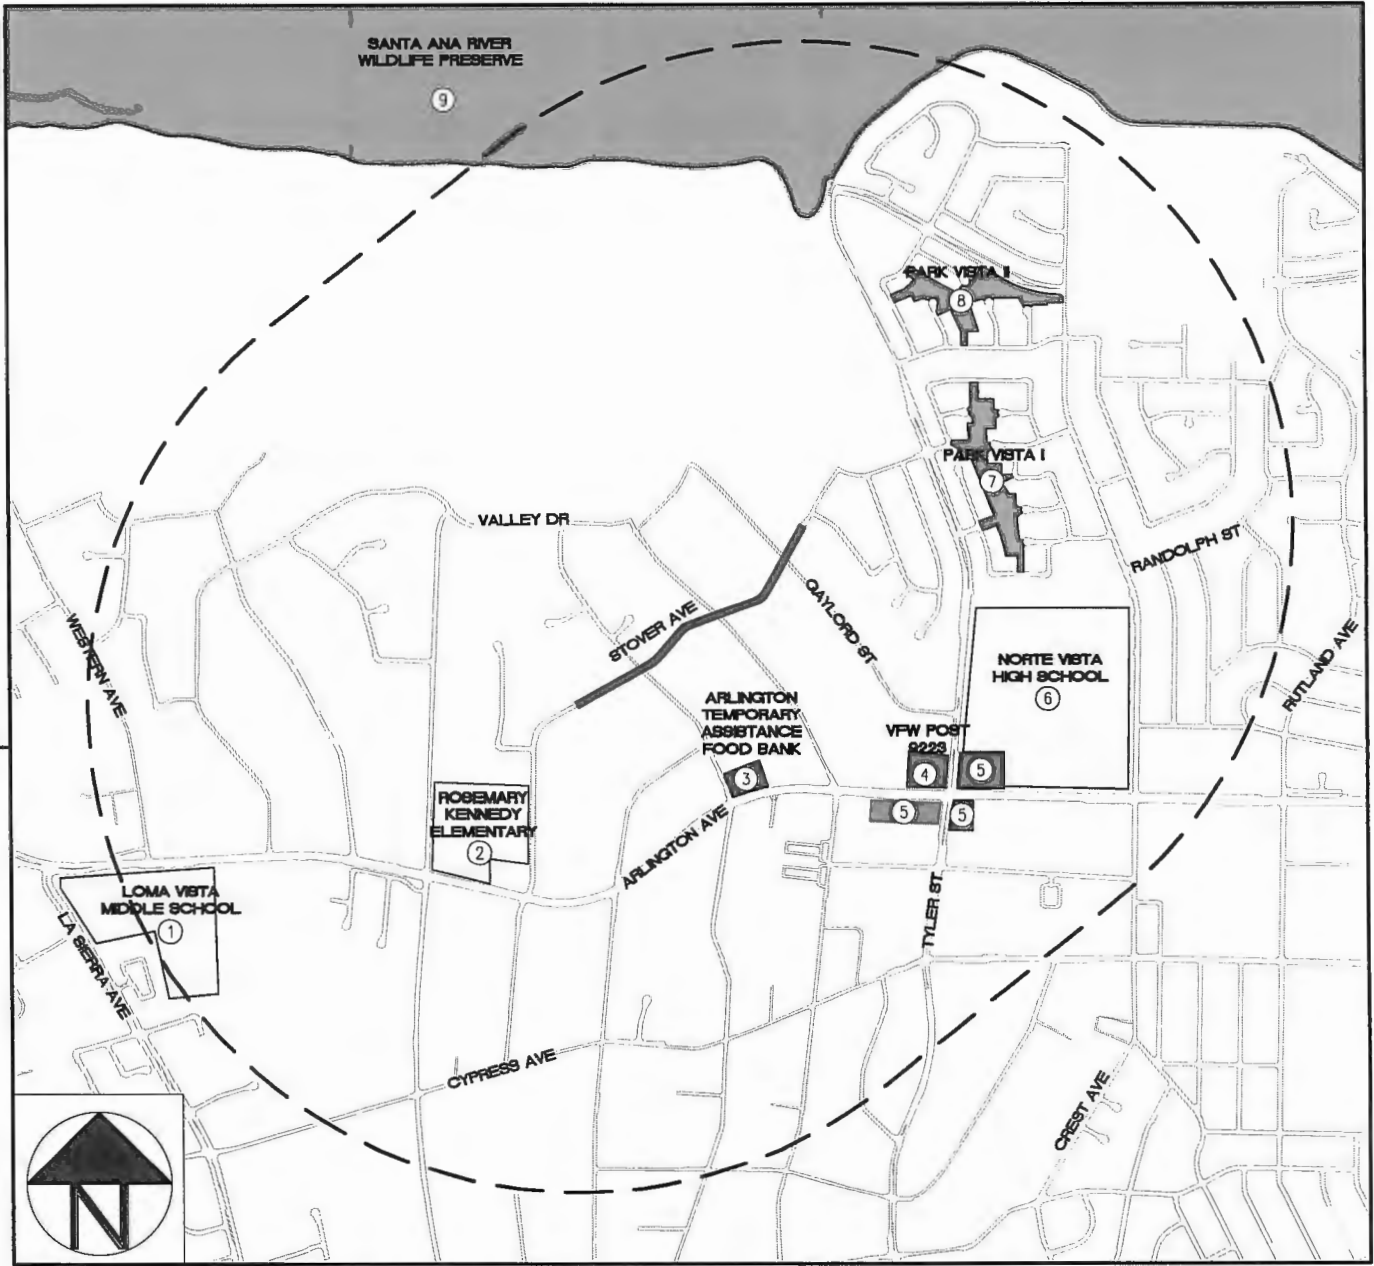 SANTA ANA RIVER
WILDLIFE PRESERVE
9
PARK VISTA II
8
PARK VISTA I
7
VALLEY DR
RANDOLPH ST
STOVER AVE
GAYLORD ST
WESTERN AVE
RUTLAND AVE
NORTE VISTA
HIGH SCHOOL
6
ARLINGTON
TEMPORARY
ASSISTANCE
FOOD BANK
3
VFW POST
9223
4
5
5
5
ROSEMARY
KENNEDY
ELEMENTARY
2
ARLINGTON AVE
LOMA VISTA
MIDDLE SCHOOL
1
LA SIERRA AVE
TYLER ST
CYPRESS AVE
CREST AVE
N